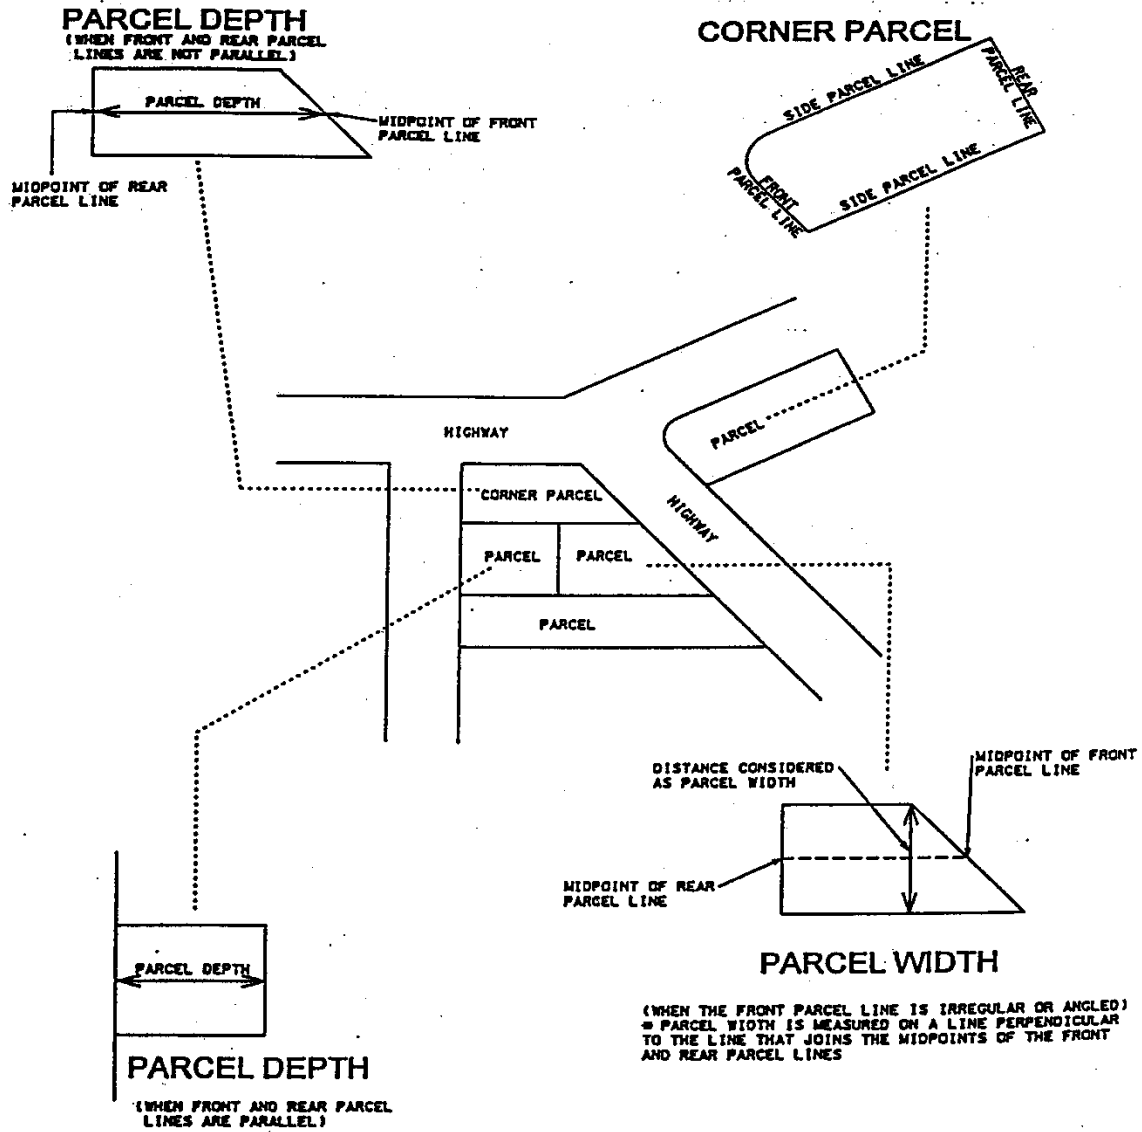 PARCEL DEPTH
(WHEN FRONT AND REAR PARCEL
LINES ARE NOT PARALLEL)
PARCEL DEPTH
MIDPOINT OF FRONT
PARCEL LINE
MIDPOINT OF REAR
PARCEL LINE
CORNER PARCEL
SIDE PARCEL LINE
REAR
PARCEL LINE
SIDE PARCEL LINE
FRONT
PARCEL LINE
HIGHWAY
PARCEL
CORNER PARCEL
HIGHWAY
PARCEL
PARCEL
PARCEL
DISTANCE CONSIDERED
AS PARCEL WIDTH
MIDPOINT OF FRONT
PARCEL LINE
MIDPOINT OF REAR
PARCEL LINE
PARCEL WIDTH
(WHEN THE FRONT PARCEL LINE IS IRREGULAR OR ANGLED)
= PARCEL WIDTH IS MEASURED ON A LINE PERPENDICULAR
TO THE LINE THAT JOINS THE MIDPOINTS OF THE FRONT
AND REAR PARCEL LINES
PARCEL DEPTH
PARCEL DEPTH
(WHEN FRONT AND REAR PARCEL
LINES ARE PARALLEL)